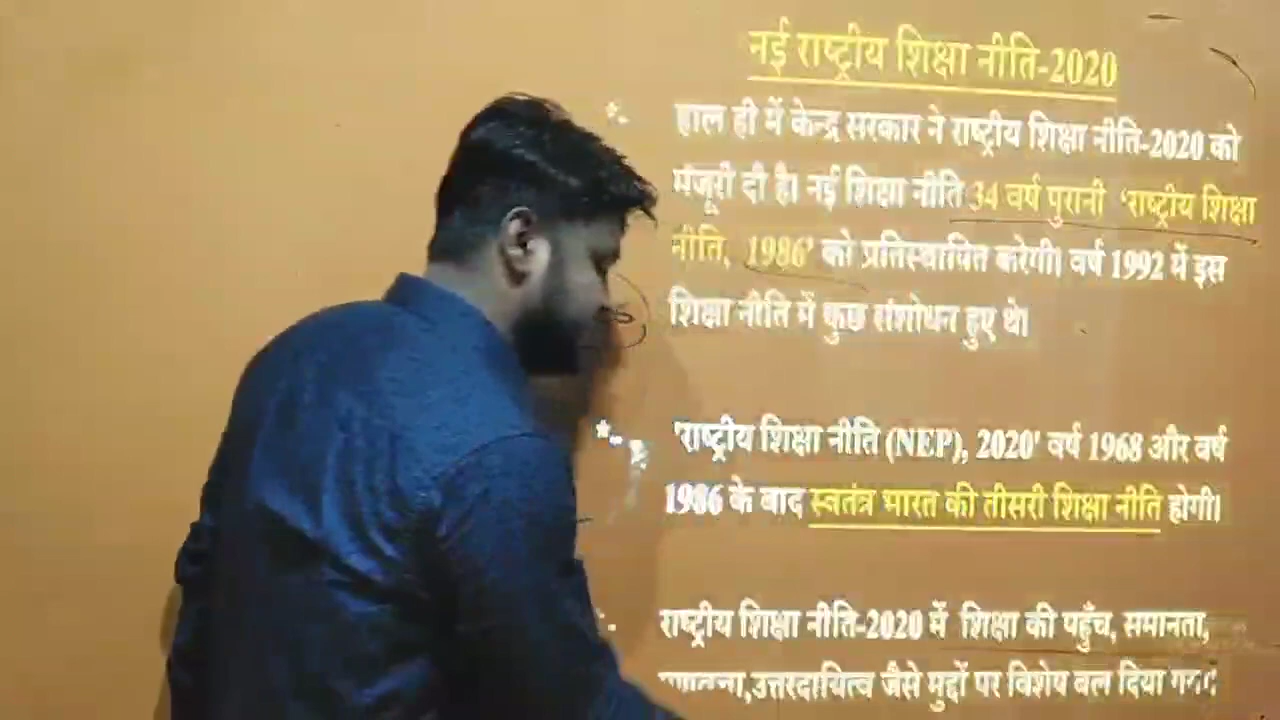 नई राष्ट्रीय शिक्षा नीति-2020
*. हाल ही में केन्द्र सरकार ने राष्ट्रीय शिक्षा नीति-2020 को
मंजूरी दी है। नई शिक्षा नीति 34 वर्ष पुरानी 'राष्ट्रीय शिक्षा
नीति, 1986' को प्रतिस्थापित करेगी। वर्ष 1992 में इस
शिक्षा नीति में कुछ संशोधन हुए थे।
*. 'राष्ट्रीय शिक्षा नीति (NEP), 2020' वर्ष 1968 और वर्ष
1986 के बाद स्वतंत्र भारत की तीसरी शिक्षा नीति होगी।
राष्ट्रीय शिक्षा नीति-2020 में शिक्षा की पहुँच, समानता,
,उत्तरदायित्व जैसे मुद्दों पर विशेष बल दिया